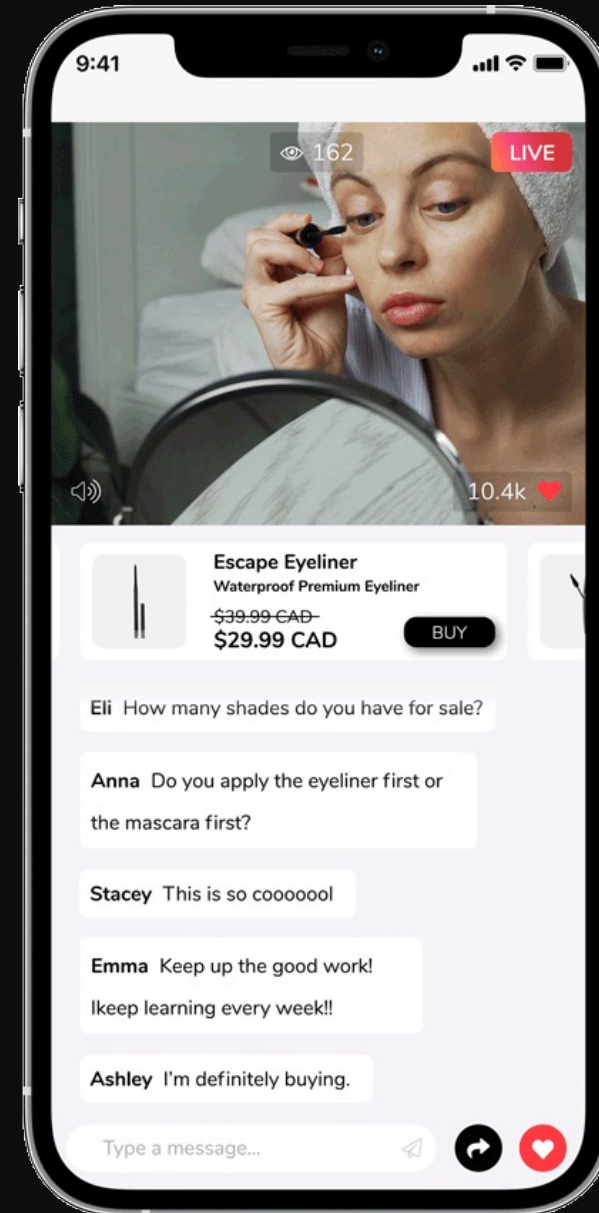 9:41
162
LIVE
10.4k
Escape Eyeliner
Waterproof Premium Eyeliner
$39.99 CAD
$29.99 CAD
BUY
Eli How many shades do you have for sale?
Anna Do you apply the eyeliner first or
the mascara first?
Stacey This is so cooooool
Emma Keep up the good work!
Ikeep learning every week!!
Ashley I'm definitely buying.
Type a message...